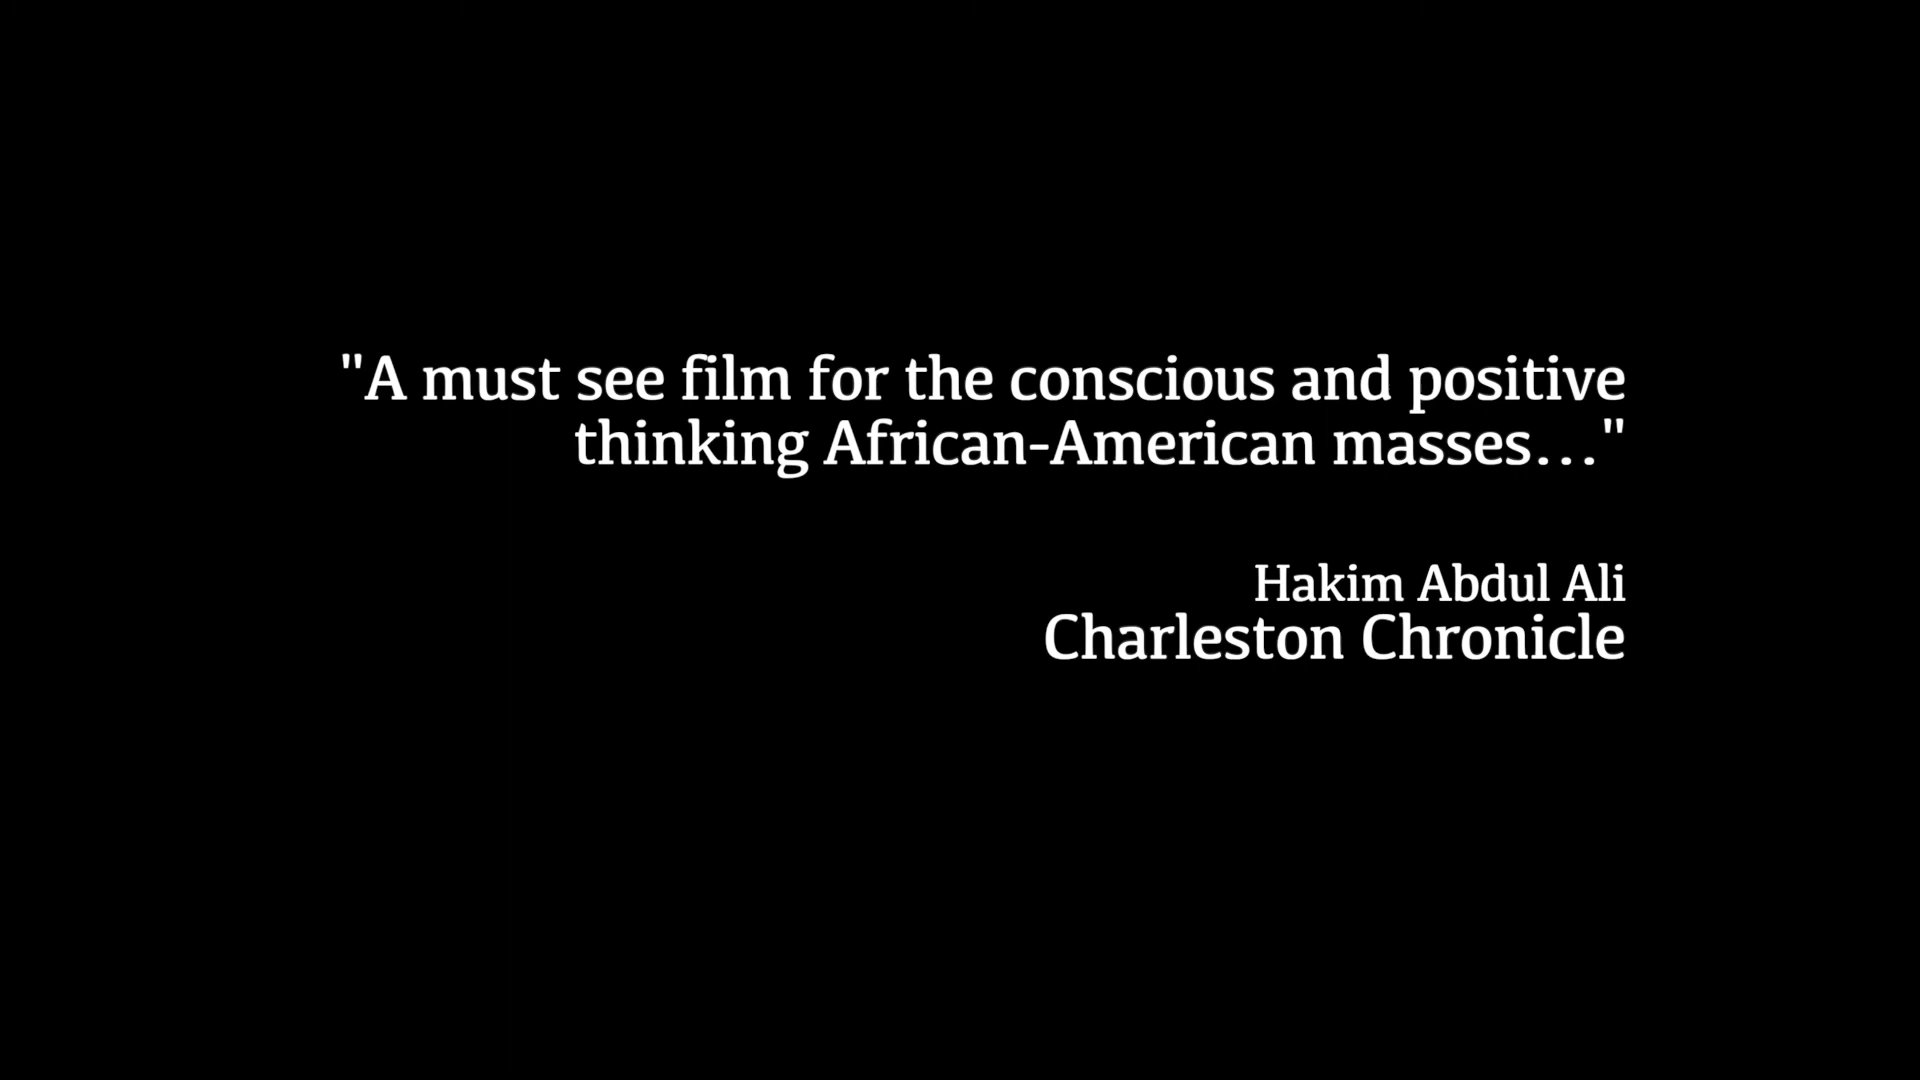 "A must see film for the conscious and positive
thinking African-American masses..."
Hakim Abdul Ali
Charleston Chronicle